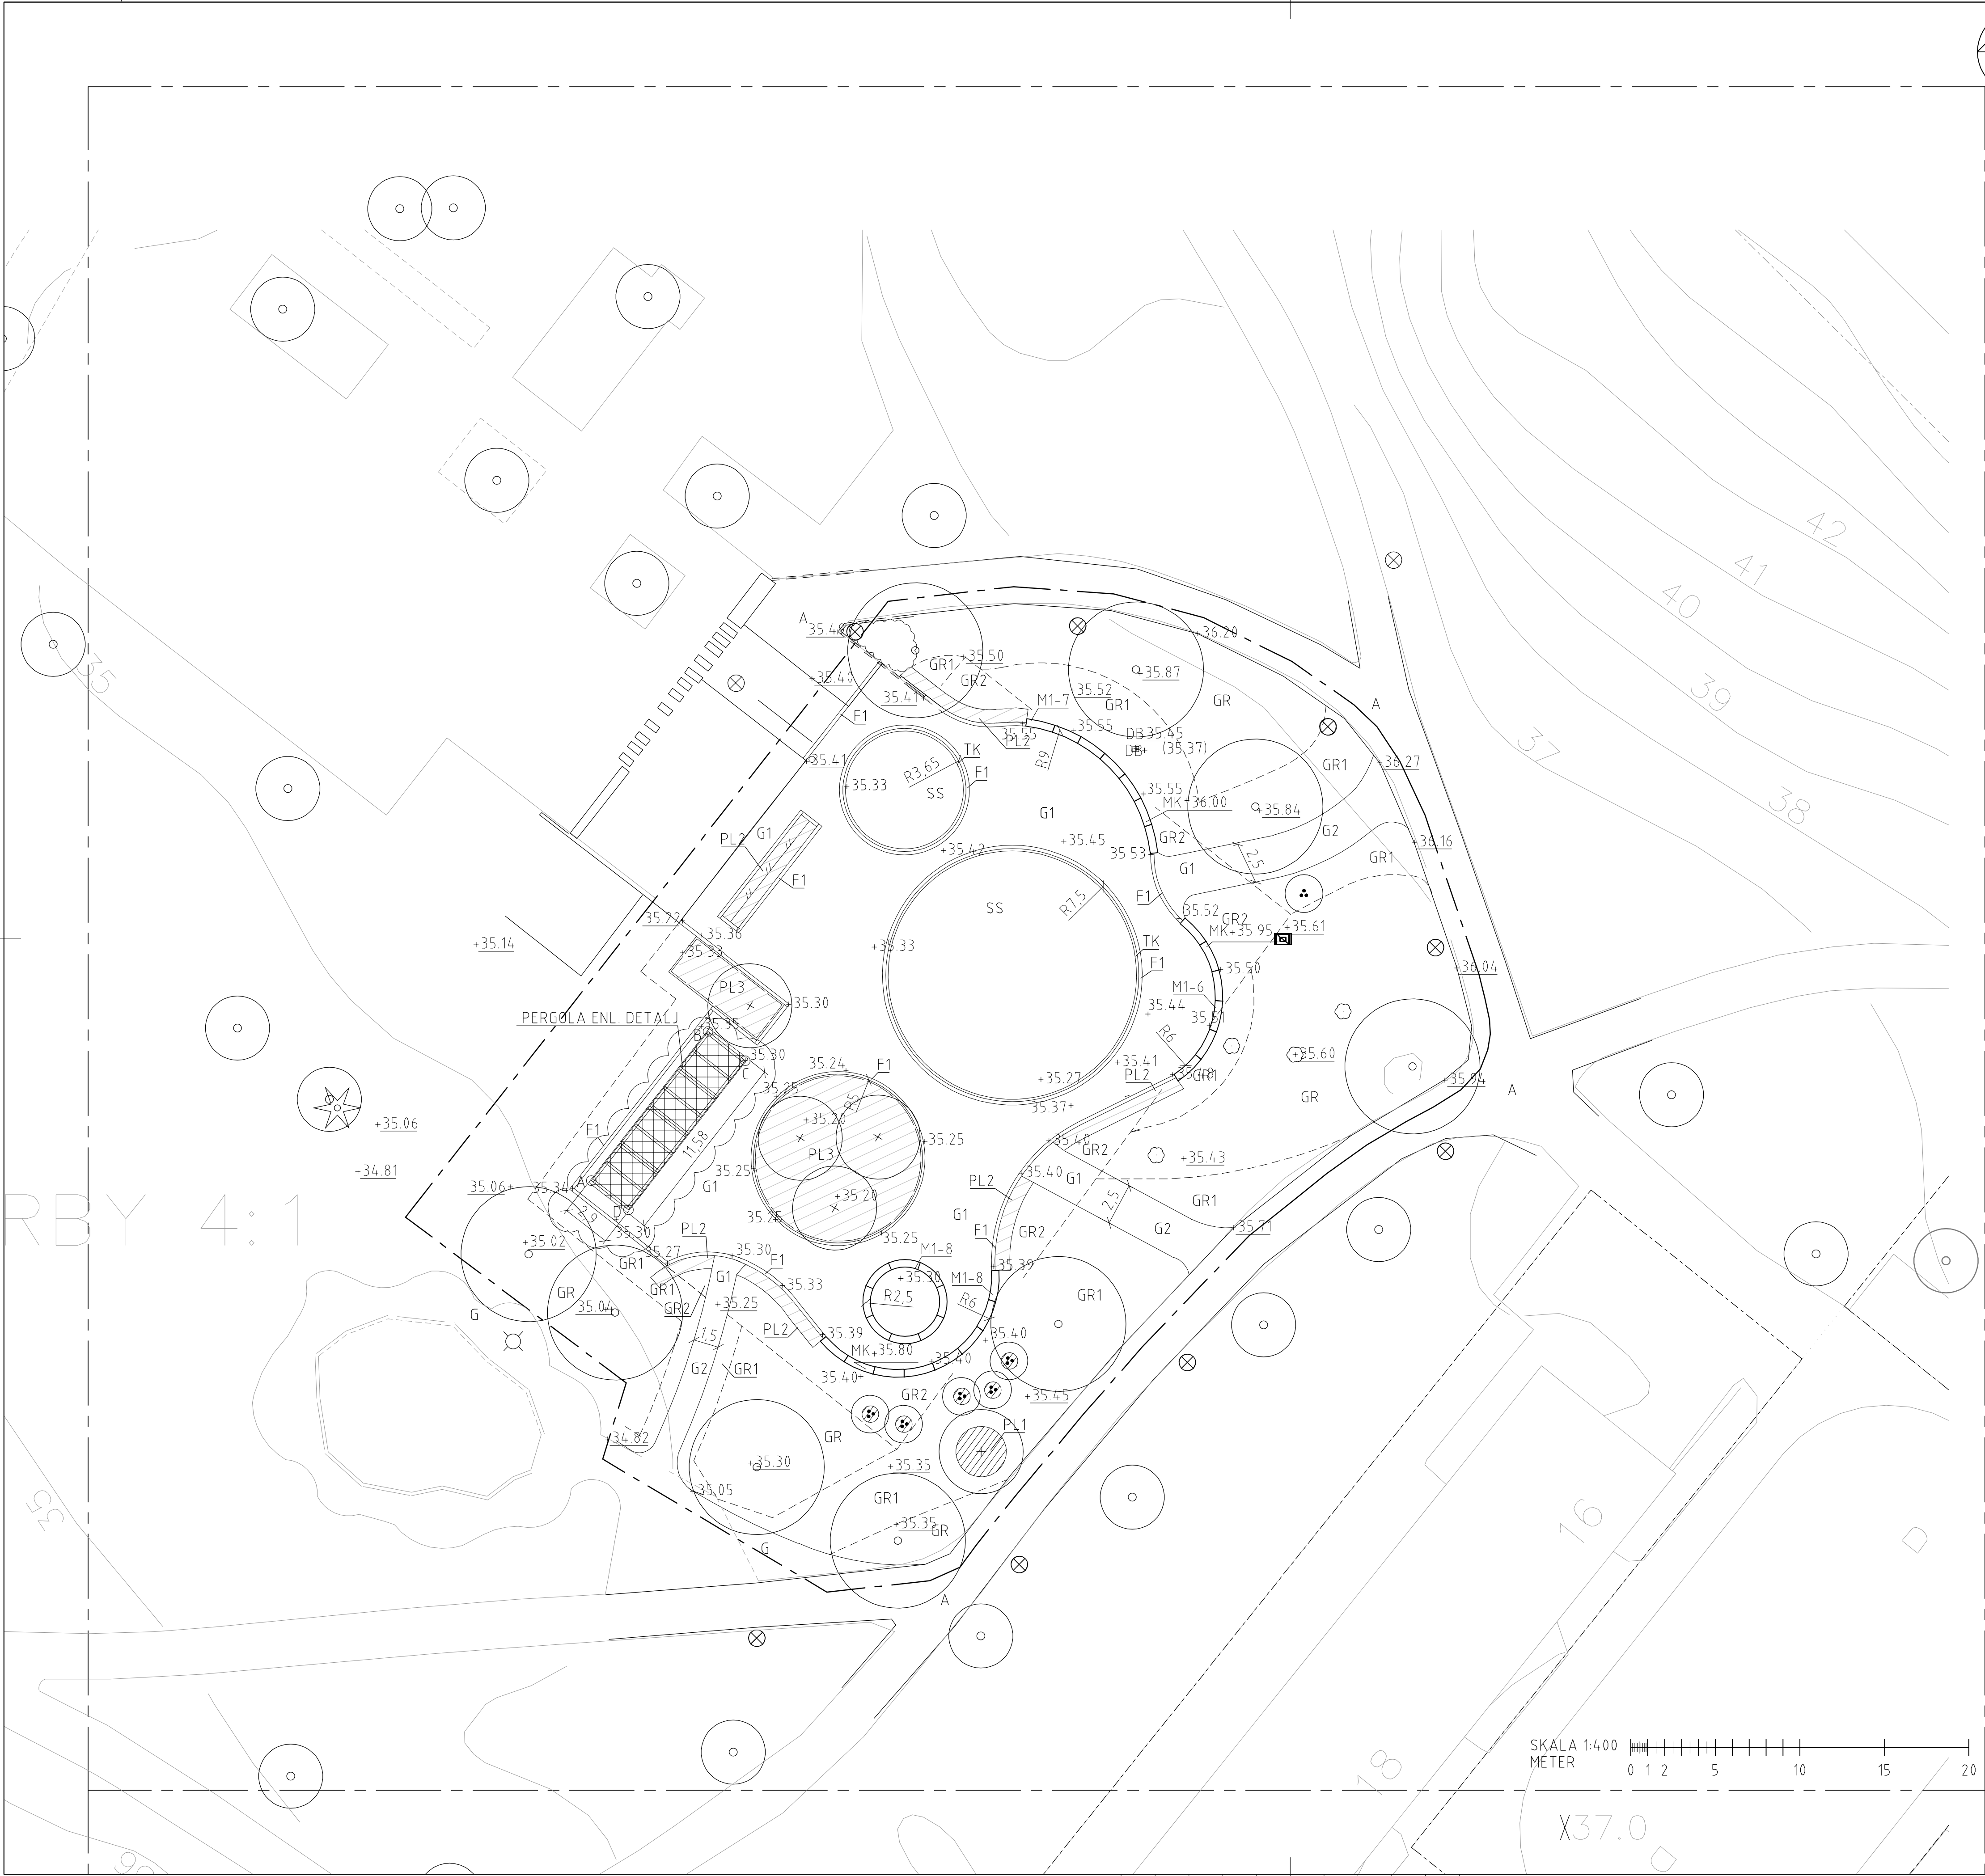 42
41
40
39
38
37
35
A
35.4
+36.20
+35.50
GR1
GR2
+35.87
+35.40
35.41+
+35.52
GR1
GR
M1-7
A
F1
35.55
+35.55
PL2
DB 35.45
DB+ (35.37)
R9
TK
+35.41
R3,65
F1
+35.33
SS
GR1
+36.27
+35.55
MK+36.00
+35.84
G1
PL2
G1
GR2
G2
+35.42
+35.45
35.53+
+36.16
2,5
GR1
G1
F1
F1
R7,5
SS
35.22+
+35.52
GR2
+35.61
MK+35.95
+35.14
+35.36
+35.33
+35.33
TK
F1
+35.50
+36.04
PL3
M1-6
+35.30
+35.44
35.51
PERGOLA ENL. DETALJ
+35.35
B
R6
35.30
C
35.24
F1
+35.41
+35.60
+35.27
PL2
+35.48
GR1
+35.94
A
35.25
R5
35.37+
GR
+35.06
+35.20
F1
11,58
+35.25
+35.40
GR2
PL3
+35.43
+34.81
35.25+
+35.40
35.06+
35.34+
A
G1
+35.20
PL2
G1
GR1
RBY 4:1
2,9
D
35.26
G1
2,5
+35.30
G2
+35.71
PL2
F1
GR2
+35.02
35.25
GR1
35.27
+35.30
F1
M1-8
+35.39
GR1
G1
+35.33
+35.30
M1-8
GR
GR2
GR1
35.04+
+35.25
R2,5
R6
G
PL2
+35.39
+35.40
1,5
MK+35.80
+35.40
G2
GR1
35.40+
GR2
+35.45
GR
PL1
+34.82
+35.30
+35.35
35
+35.05
GR1
16
+35.35
GR
G
D
A
SKALA 1:400
METER
0 1 2 5 10 15 20
18
X37.0
D